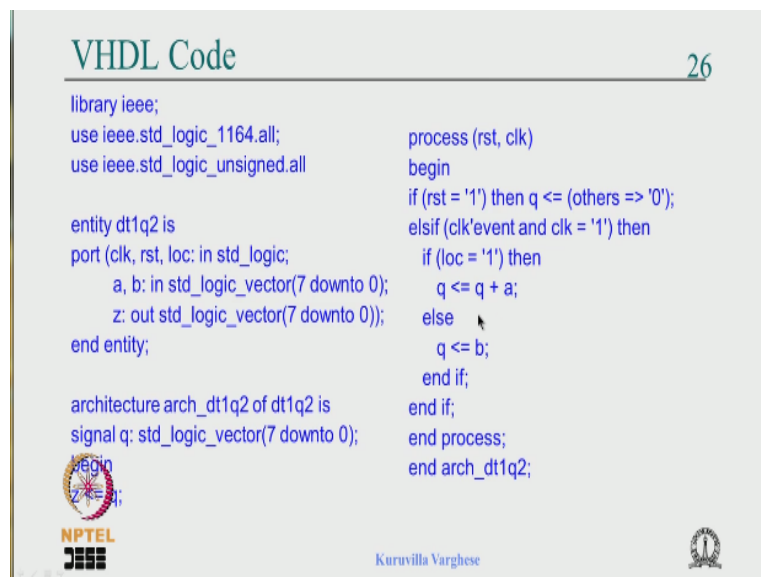 VHDL Code
26
library ieee;
use ieee.std_logic_1164.all;
use ieee.std_logic_unsigned.all
entity dt1q2 is
port (clk, rst, loc: in std_logic;
a, b: in std_logic_vector(7 downto 0);
z: out std_logic_vector(7 downto 0));
end entity;
architecture arch_dt1q2 of dt1q2 is
signal q: std_logic_vector(7 downto 0);
begin
z <= q;
process (rst, clk)
begin
if (rst = '1') then q <= (others => '0');
elsif (clk'event and clk = '1') then
if (loc = '1') then
q <= q + a;
else
q <= b;
end if;
end if;
end process;
end arch_dt1q2;
NPTEL
DESE
Kuruvilla Varghese